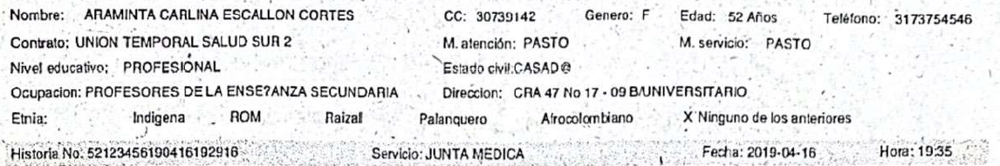 Nombre: ARAMINTA CARLINA ESCALLON CORTES CC: 30739142 Genero: F Edad: 52 Años Teléfono: 3173754546
Contrato: UNION TEMPORAL SALUD SUR 2 M. atención: PASTO M. servicio: PASTO
Nivel educativo: PROFESIONAL Estado civil:CASAD@
Ocupacion: PROFESORES DE LA ENSE?ANZA SECUNDARIA Direccion: CRA 47 No 17 - 09 B/UNIVERSITARIO
Etnia: Indigena ROM Raizal Palanquero Afrocolombiano X Ninguno de los anteriores
Historia No: 52123456190416192916 Servicio: JUNTA MEDICA Fecha: 2019-04-16 Hora: 19:35